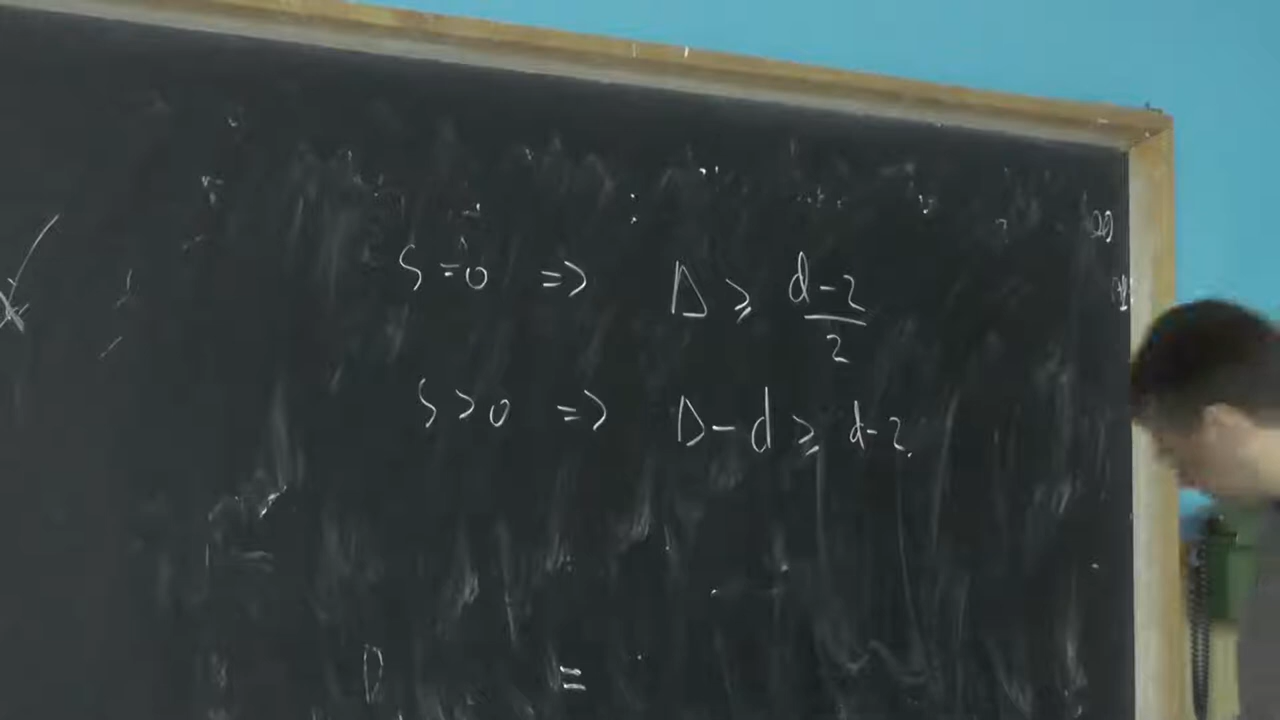 S = 0 => Δ ⩾ (d-2)/2
S > 0 => Δ - d ⩾ d-2.
D =